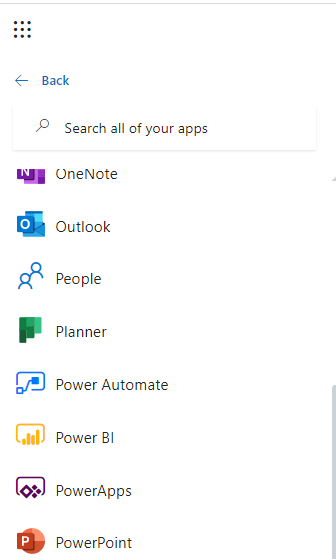 Back
Search all of your apps
OneNote
Outlook
People
Planner
Power Automate
Power BI
PowerApps
PowerPoint